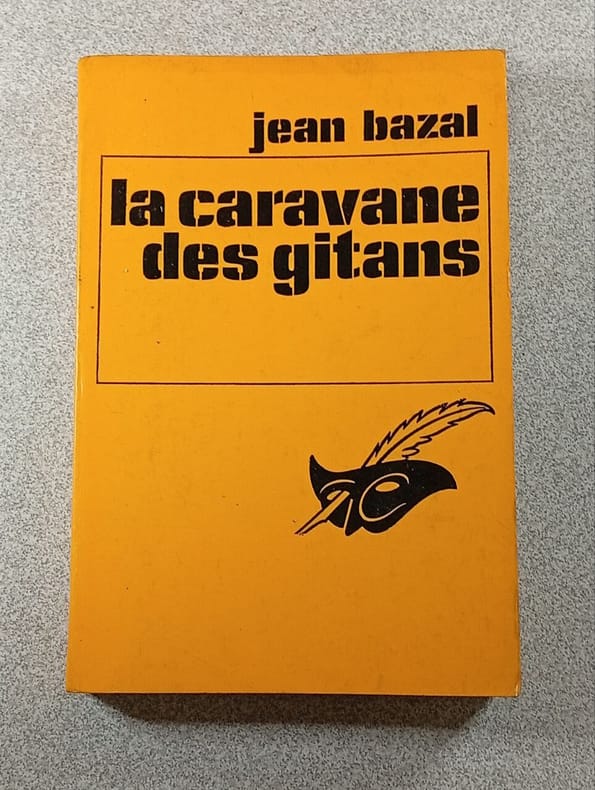 jean bazal
la caravane
des gitans